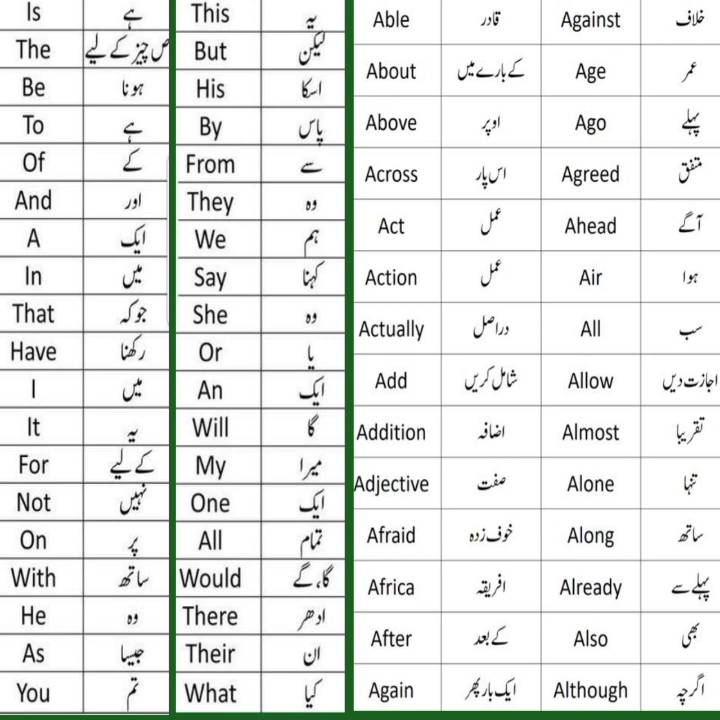 Is ہے
The ص چیز کے لیے
Be ہونا
To ہے
Of کے
And اور
A ایک
In میں
That جو کہ
Have رکھنا
I میں
It یہ
For کے لیے
Not نہیں
On پر
With ساتھ
He وہ
As جیسا
You تم
This یہ
But لیکن
His اسکا
By پاس
From سے
They وہ
We ہم
Say کہنا
She وہ
Or یا
An ایک
Will گا
My میرا
One ایک
All تمام
Would گا، گے
There ادھر
Their ان
What کیا
Able قادر Against خلاف
About کے بارے میں Age عمر
Above اوپر Ago پہلے
Across اس پار Agreed متفق
Act عمل Ahead آگے
Action عمل Air ہوا
Actually دراصل All سب
Add شامل کریں Allow اجازت دیں
Addition اضافہ Almost تقریبا
Adjective صفت Alone تنہا
Afraid خوف زدہ Along ساتھ
Africa افریقہ Already پہلے سے
After کے بعد Also بھی
Again ایک بار پھر Although اگرچہ